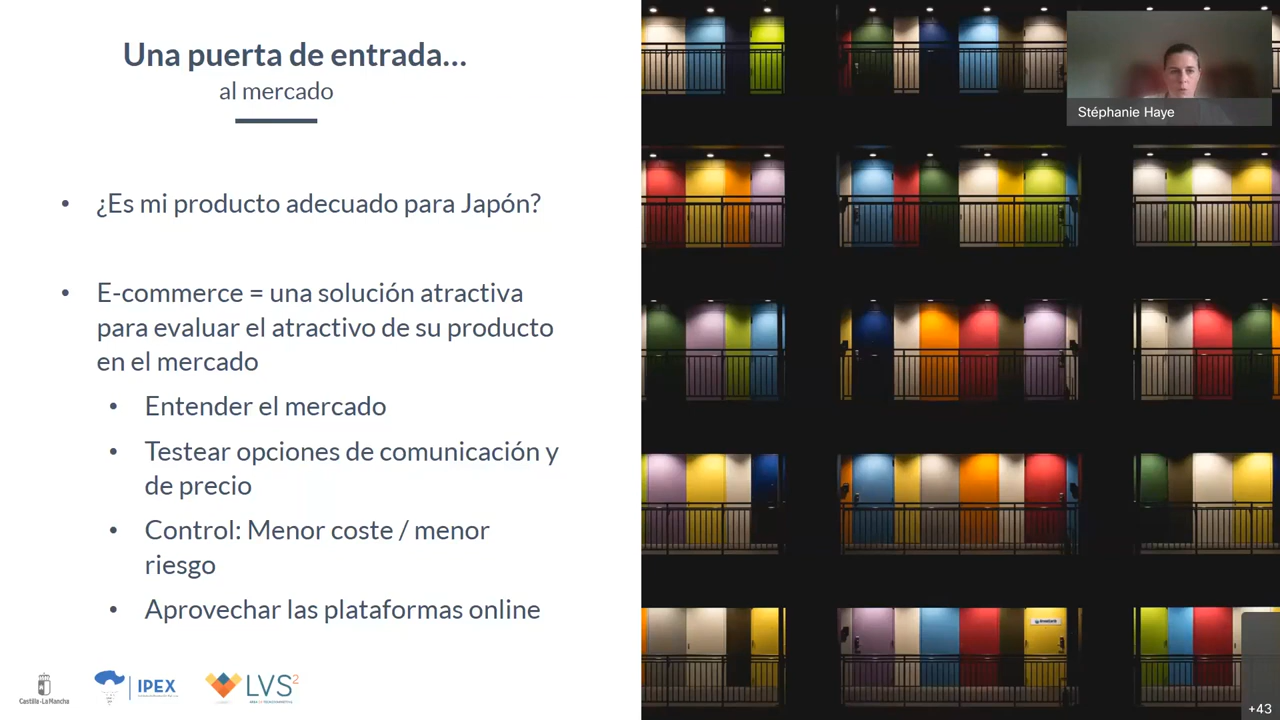 Una puerta de entrada...
al mercado
Stéphanie Haye
• ¿Es mi producto adecuado para Japón?
• E-commerce = una solución atractiva
para evaluar el atractivo de su producto
en el mercado
• Entender el mercado
• Testear opciones de comunicación y
de precio
• Control: Menor coste / menor
riesgo
• Aprovechar las plataformas online
Castilla-La Mancha
IPEX
LVS2
+43